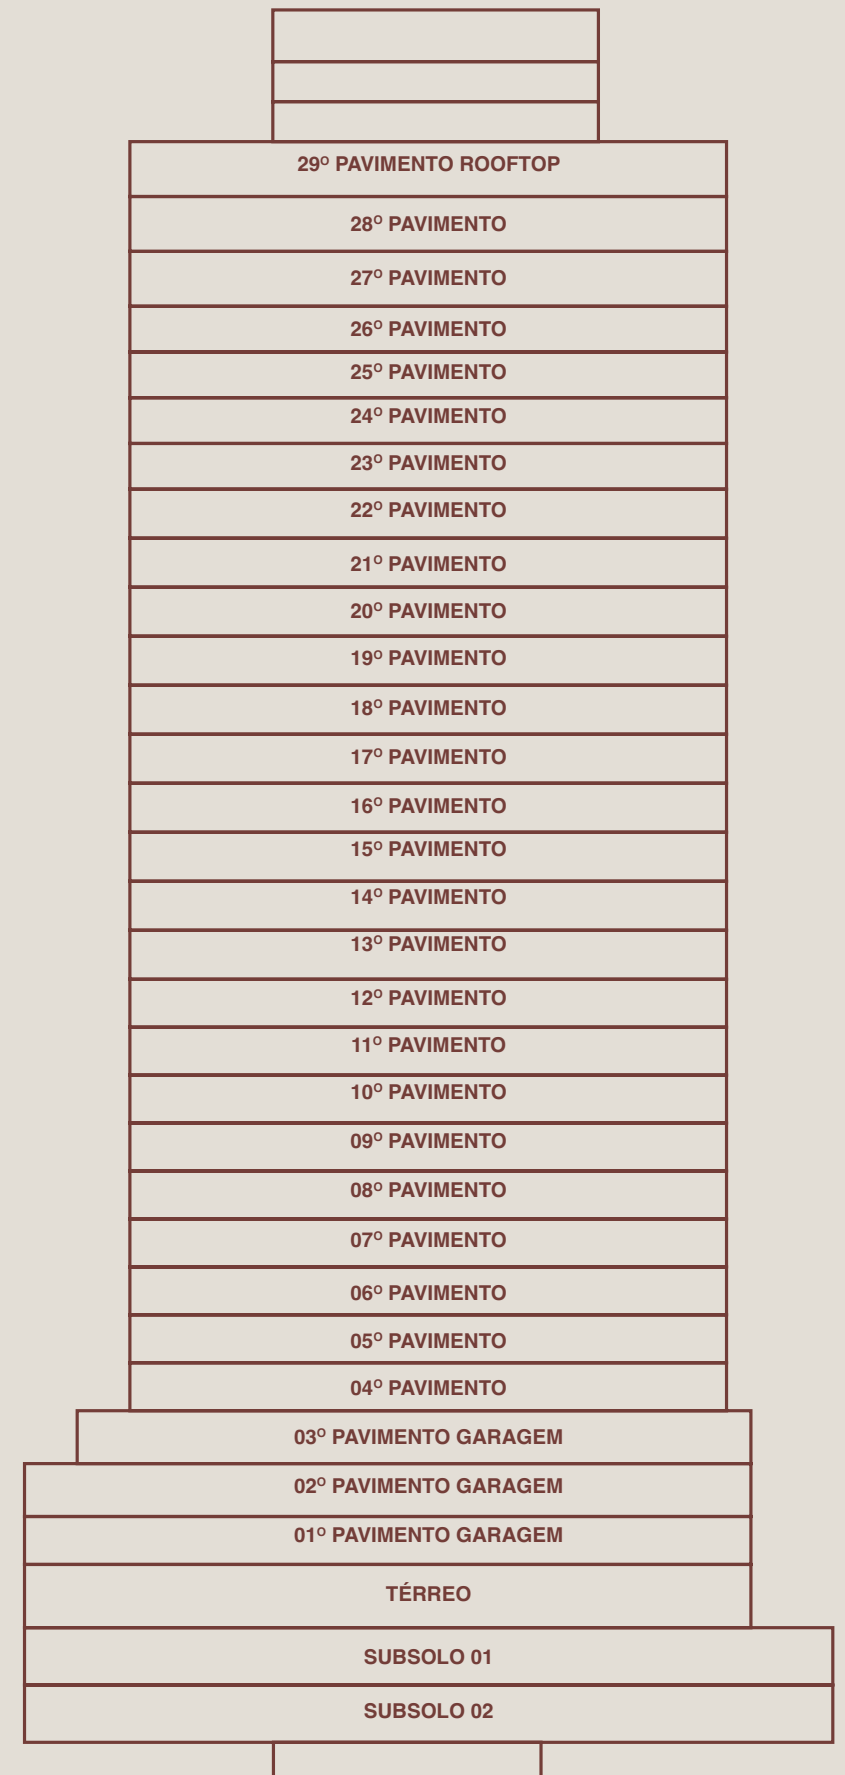 29º PAVIMENTO ROOFTOP
28º PAVIMENTO
27º PAVIMENTO
26º PAVIMENTO
25º PAVIMENTO
24º PAVIMENTO
23º PAVIMENTO
22º PAVIMENTO
21º PAVIMENTO
20º PAVIMENTO
19º PAVIMENTO
18º PAVIMENTO
17º PAVIMENTO
16º PAVIMENTO
15º PAVIMENTO
14º PAVIMENTO
13º PAVIMENTO
12º PAVIMENTO
11º PAVIMENTO
10º PAVIMENTO
09º PAVIMENTO
08º PAVIMENTO
07º PAVIMENTO
06º PAVIMENTO
05º PAVIMENTO
04º PAVIMENTO
03º PAVIMENTO GARAGEM
02º PAVIMENTO GARAGEM
01º PAVIMENTO GARAGEM
TÉRREO
SUBSOLO 01
SUBSOLO 02